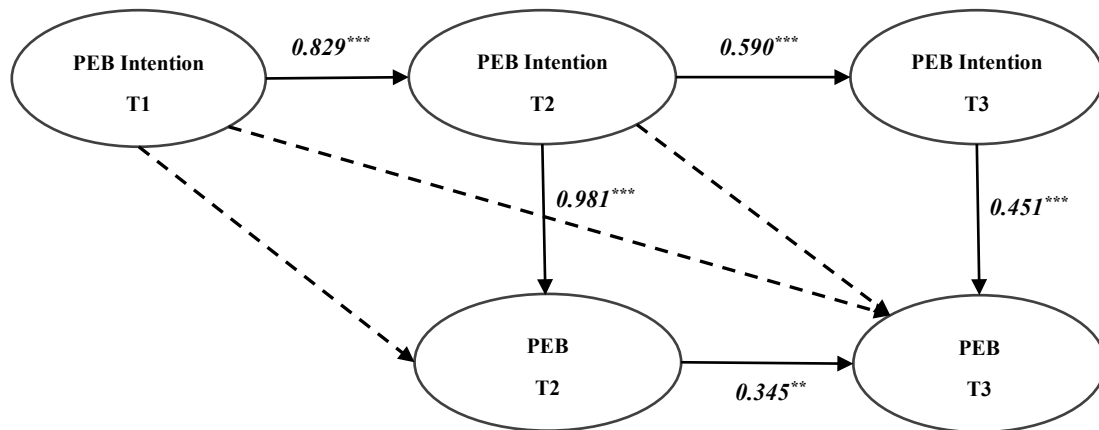 0.829***
0.590***
PEB Intention
T1
PEB Intention
T2
PEB Intention
T3
0.981***
0.451***
PEB
T2
PEB
T3
0.345**